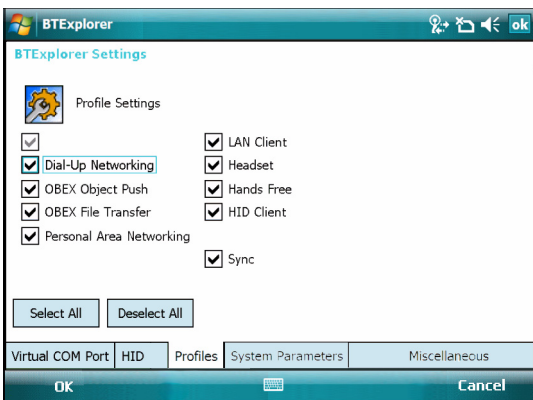 BTExplorer ok
BTExplorer Settings
Profile Settings
LAN Client
Dial-Up Networking Headset
OBEX Object Push Hands Free
OBEX File Transfer HID Client
Personal Area Networking
Sync
Select All Deselect All
Virtual COM Port HID Profiles System Parameters Miscellaneous
OK Cancel